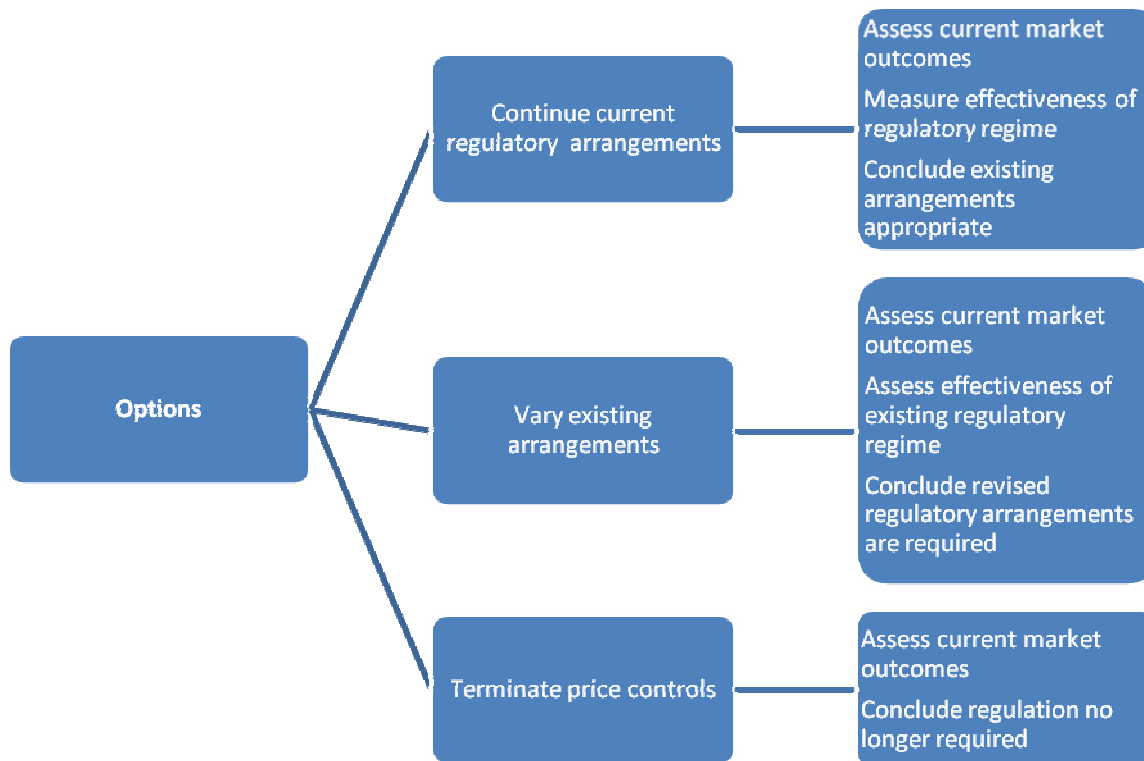 Options
Continue current
regulatory arrangements
Assess current market
outcomes
Measure effectiveness of
regulatory regime
Conclude existing
arrangements
appropriate
Vary existing
arrangements
Assess current market
outcomes
Assess effectiveness of
existing regulatory
regime
Conclude revised
regulatory arrangements
are required
Terminate price controls
Assess current market
outcomes
Conclude regulation no
longer required